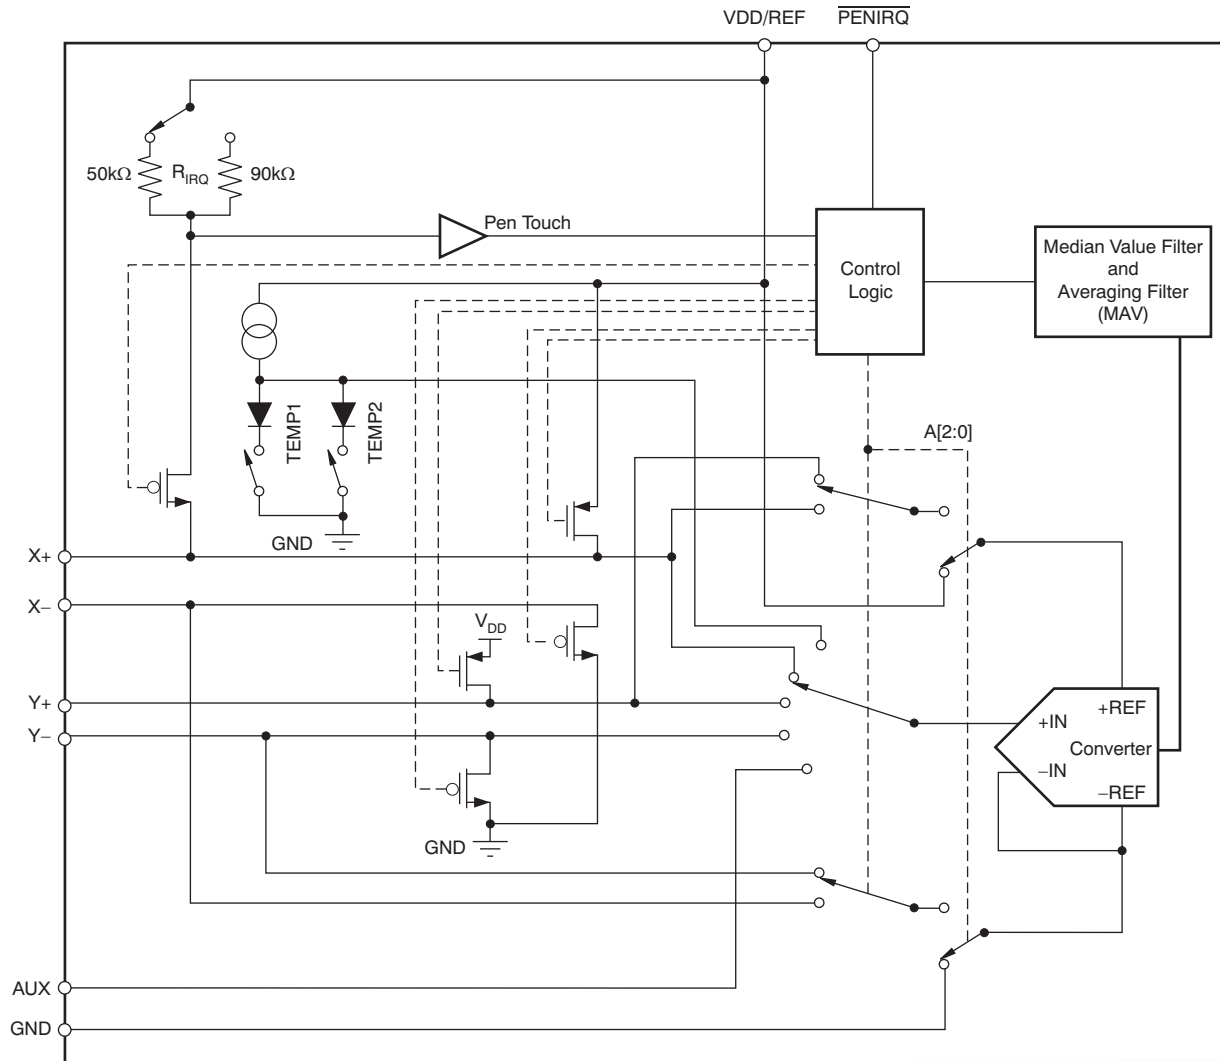 VDD/REF
PENIRQ
50kΩ
RIRQ
90kΩ
Pen Touch
Control
Logic
Median Value Filter
and
Averaging Filter
(MAV)
TEMP1
TEMP2
A[2:0]
GND
X+
X−
VDD
Y+
Y−
+REF
+IN
Converter
−IN
−REF
GND
AUX
GND